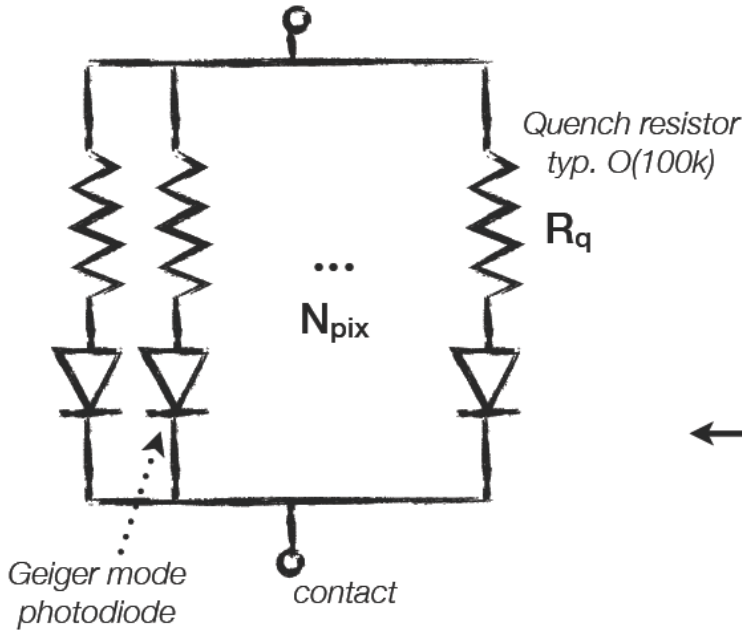 Quench resistor
typ. O(100k)
Rq
...
Npix
Geiger mode
photodiode
contact